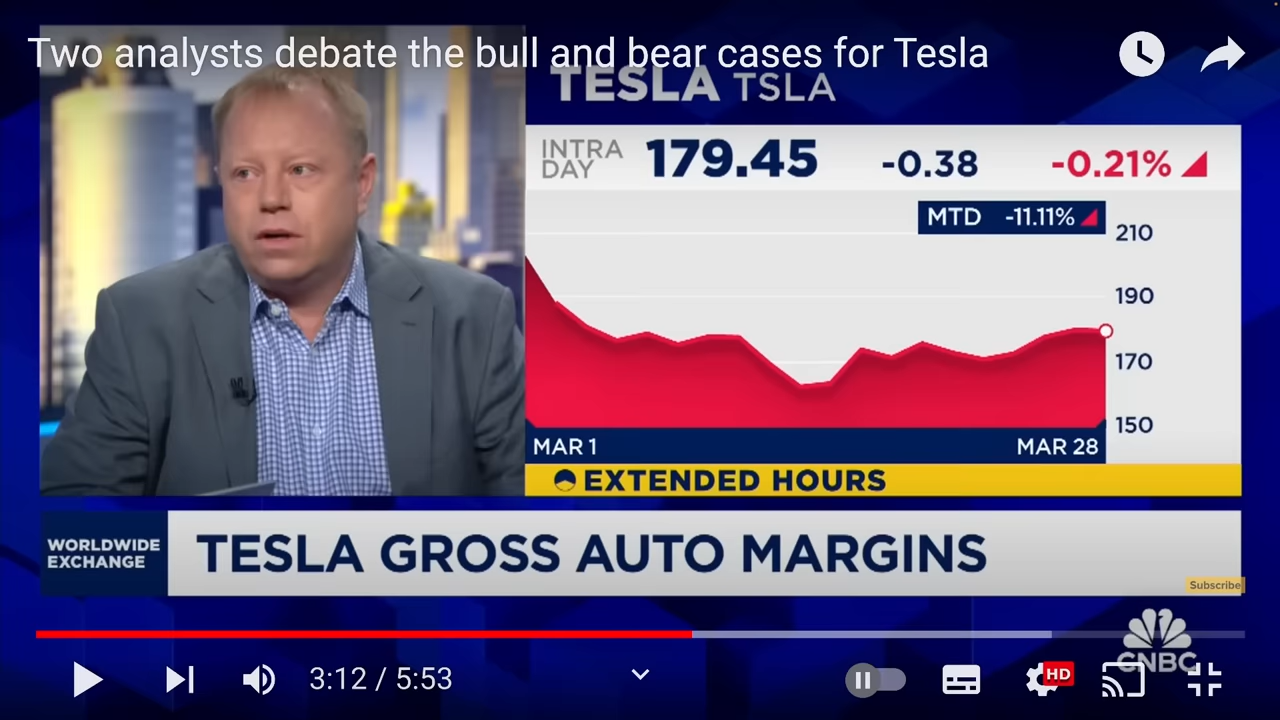 Two analysts debate the bull and bear cases for Tesla
TESLA TSLA
INTRA DAY 179.45 -0.38 -0.21%
MTD -11.11%
210
190
170
150
MAR 1 MAR 28
EXTENDED HOURS
WORLDWIDE EXCHANGE
TESLA GROSS AUTO MARGINS
Subscribe
CNBC
3:12 / 5:53
HD